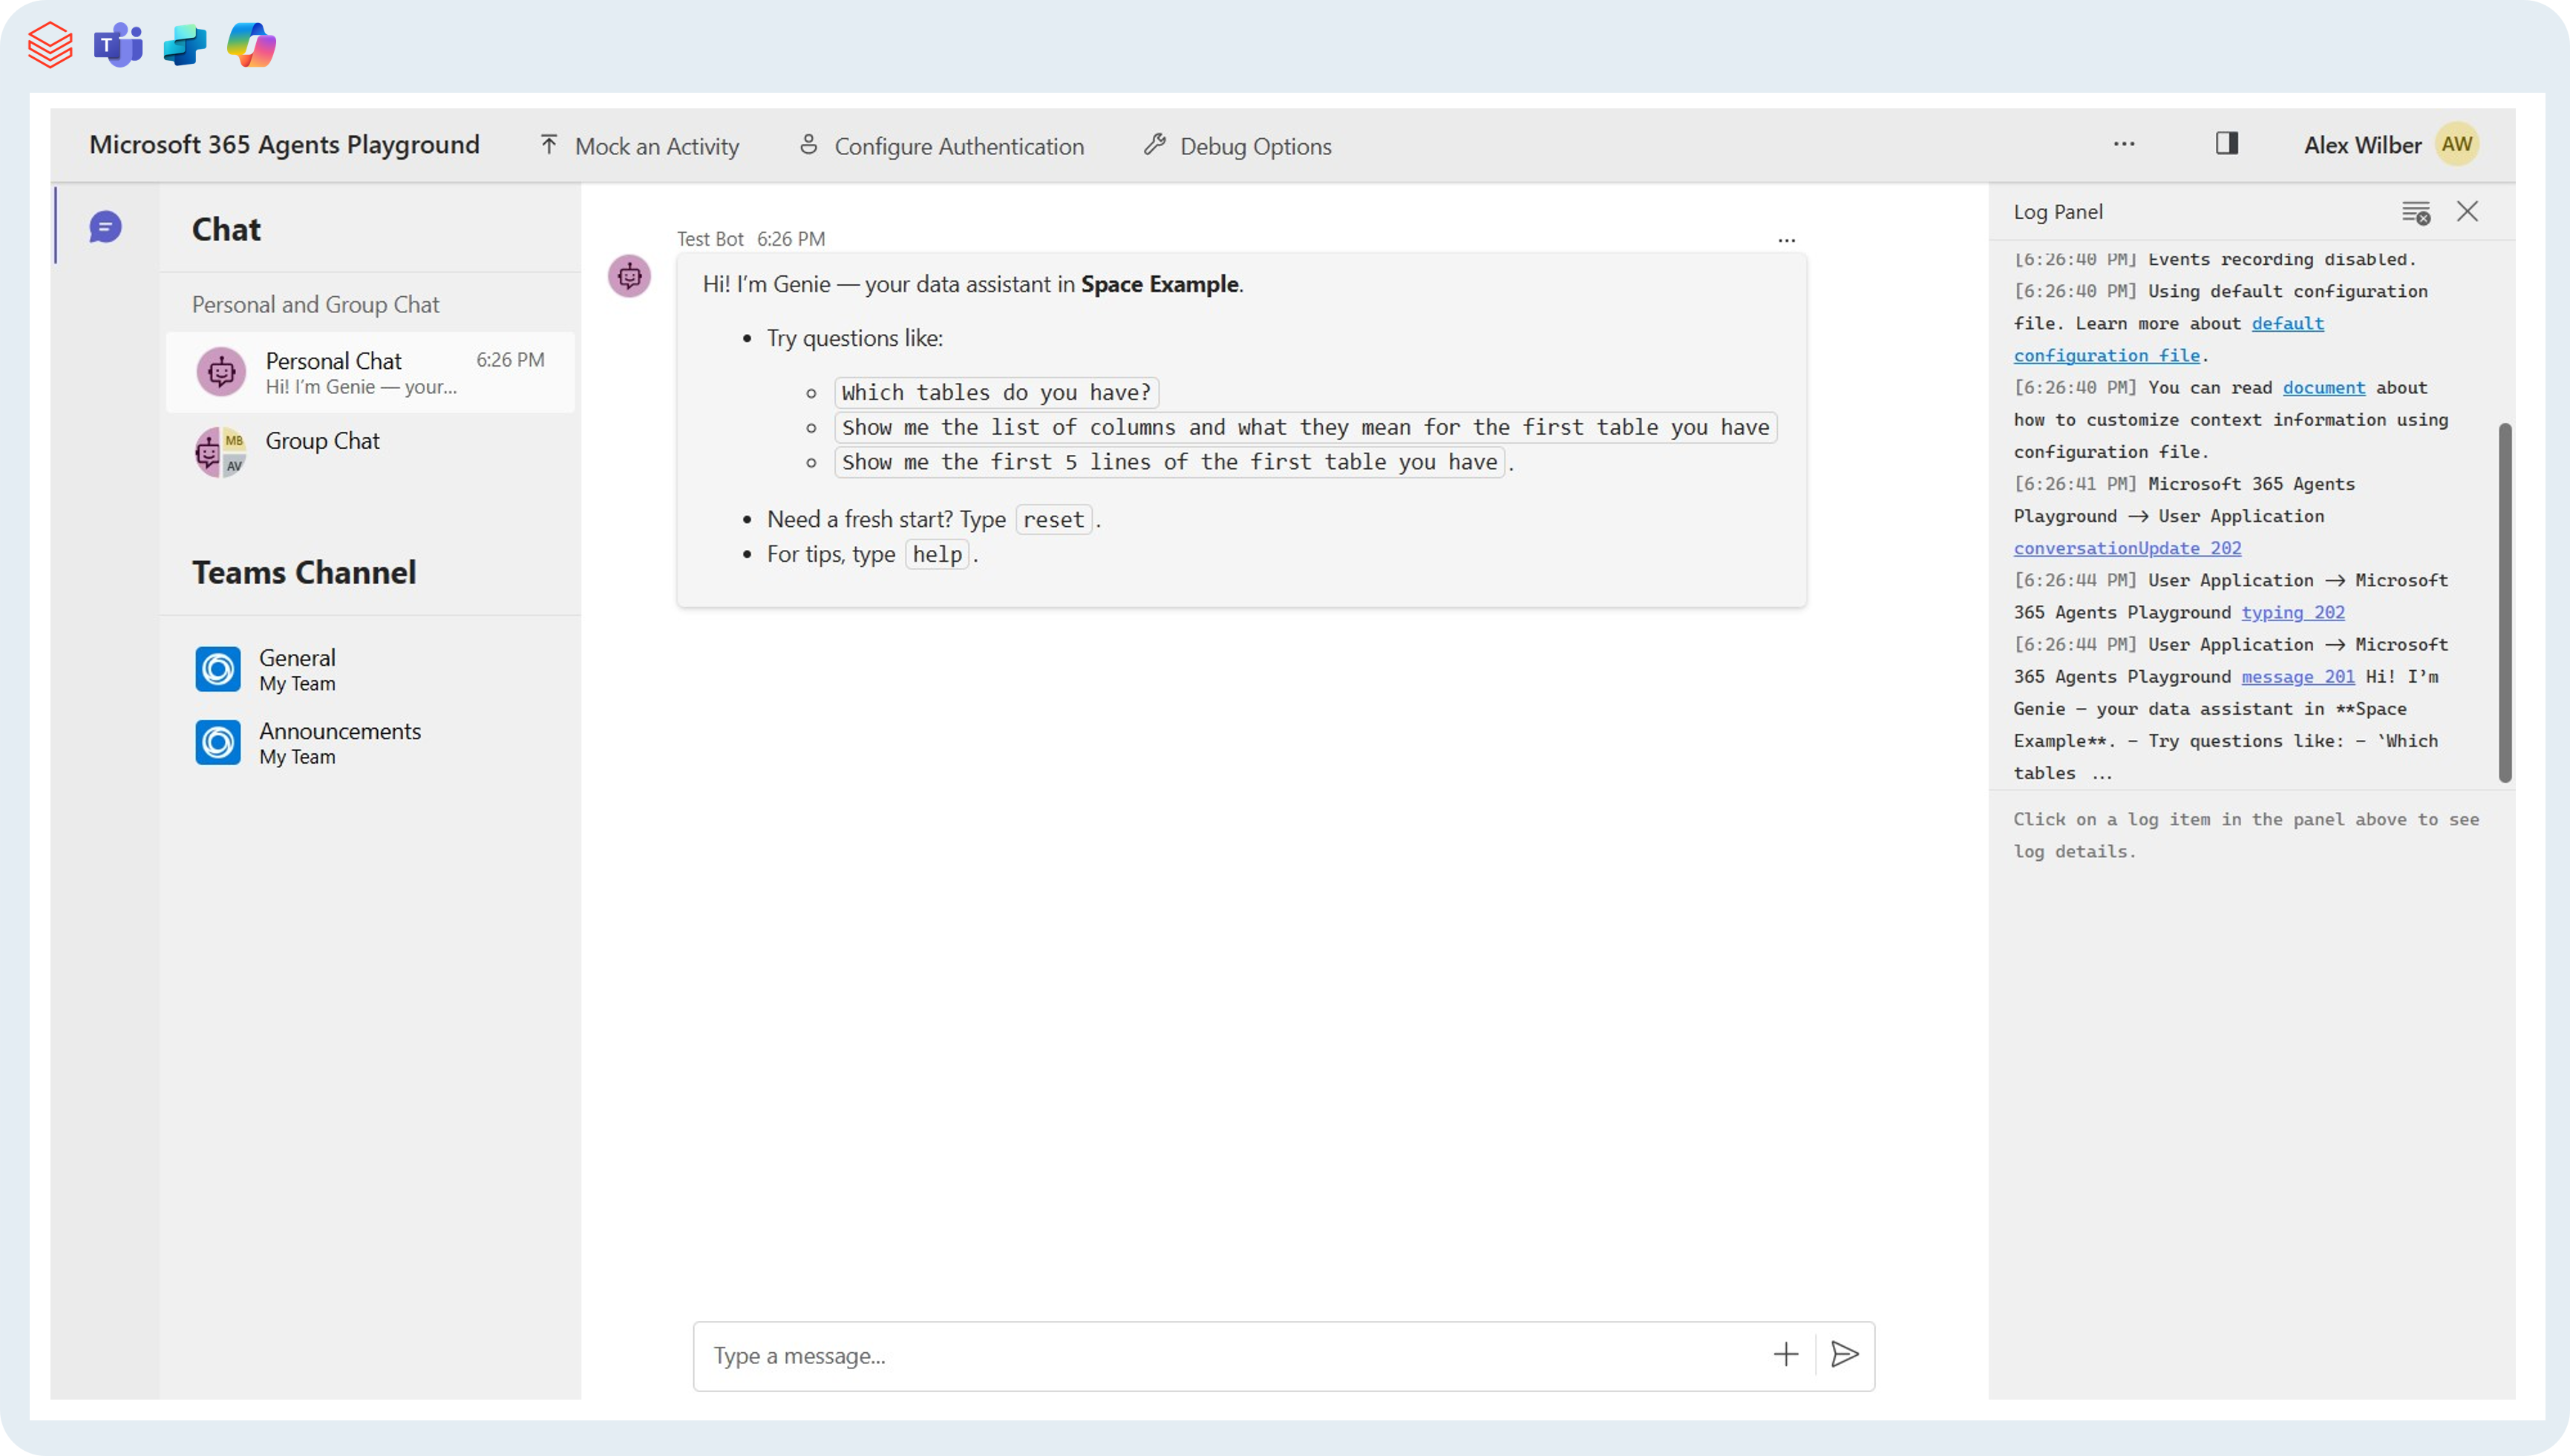 T
Microsoft 365 Agents Playground
Mock an Activity
Configure Authentication
Debug Options
...
Alex Wilber
AW
Chat
Personal and Group Chat
Personal Chat
6:26 PM
Hi! I’m Genie — your...
MB
AV
Group Chat
Teams Channel
General
My Team
Announcements
My Team
Test Bot 6:26 PM
...
Hi! I’m Genie — your data assistant in Space Example.
• Try questions like:
○ Which tables do you have?
○ Show me the list of columns and what they mean for the first table you have
○ Show me the first 5 lines of the first table you have.
• Need a fresh start? Type reset.
• For tips, type help.
Type a message...
Log Panel
[6:26:40 PM] Events recording disabled.
[6:26:40 PM] Using default configuration
file. Learn more about default
configuration file.
[6:26:40 PM] You can read document about
how to customize context information using
configuration file.
[6:26:41 PM] Microsoft 365 Agents
Playground → User Application
conversationUpdate 202
[6:26:44 PM] User Application → Microsoft
365 Agents Playground typing 202
[6:26:44 PM] User Application → Microsoft
365 Agents Playground message 201 Hi! I’m
Genie — your data assistant in **Space
Example**. - Try questions like: - `Which
tables ...
Click on a log item in the panel above to see
log details.